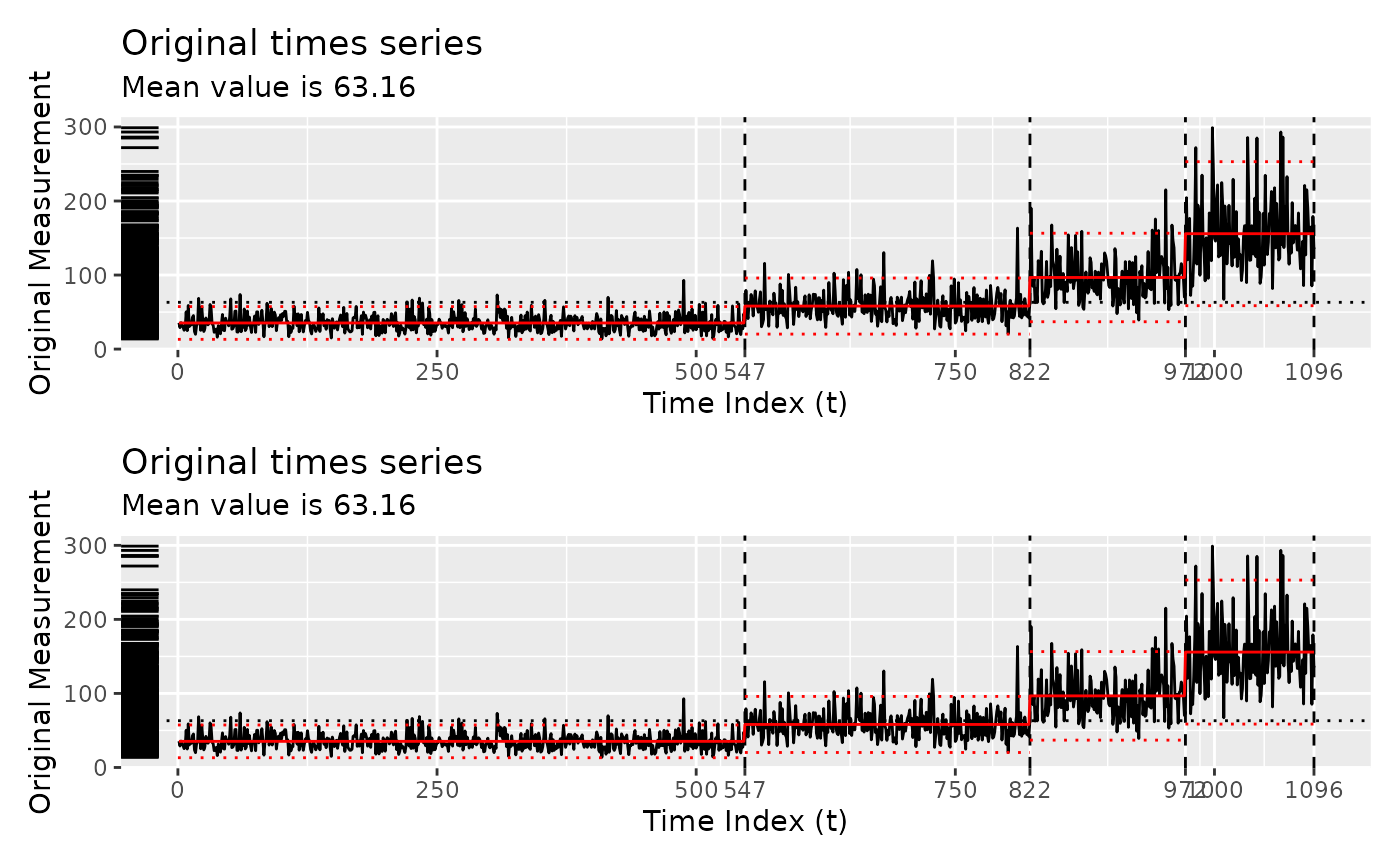 Original times series
Mean value is 63.16
Original Measurement
300
200
100
0
0 250 500 547 750 822 972 1000 1096
Time Index (t)
Original times series
Mean value is 63.16
Original Measurement
300
200
100
0
0 250 500 547 750 822 972 1000 1096
Time Index (t)